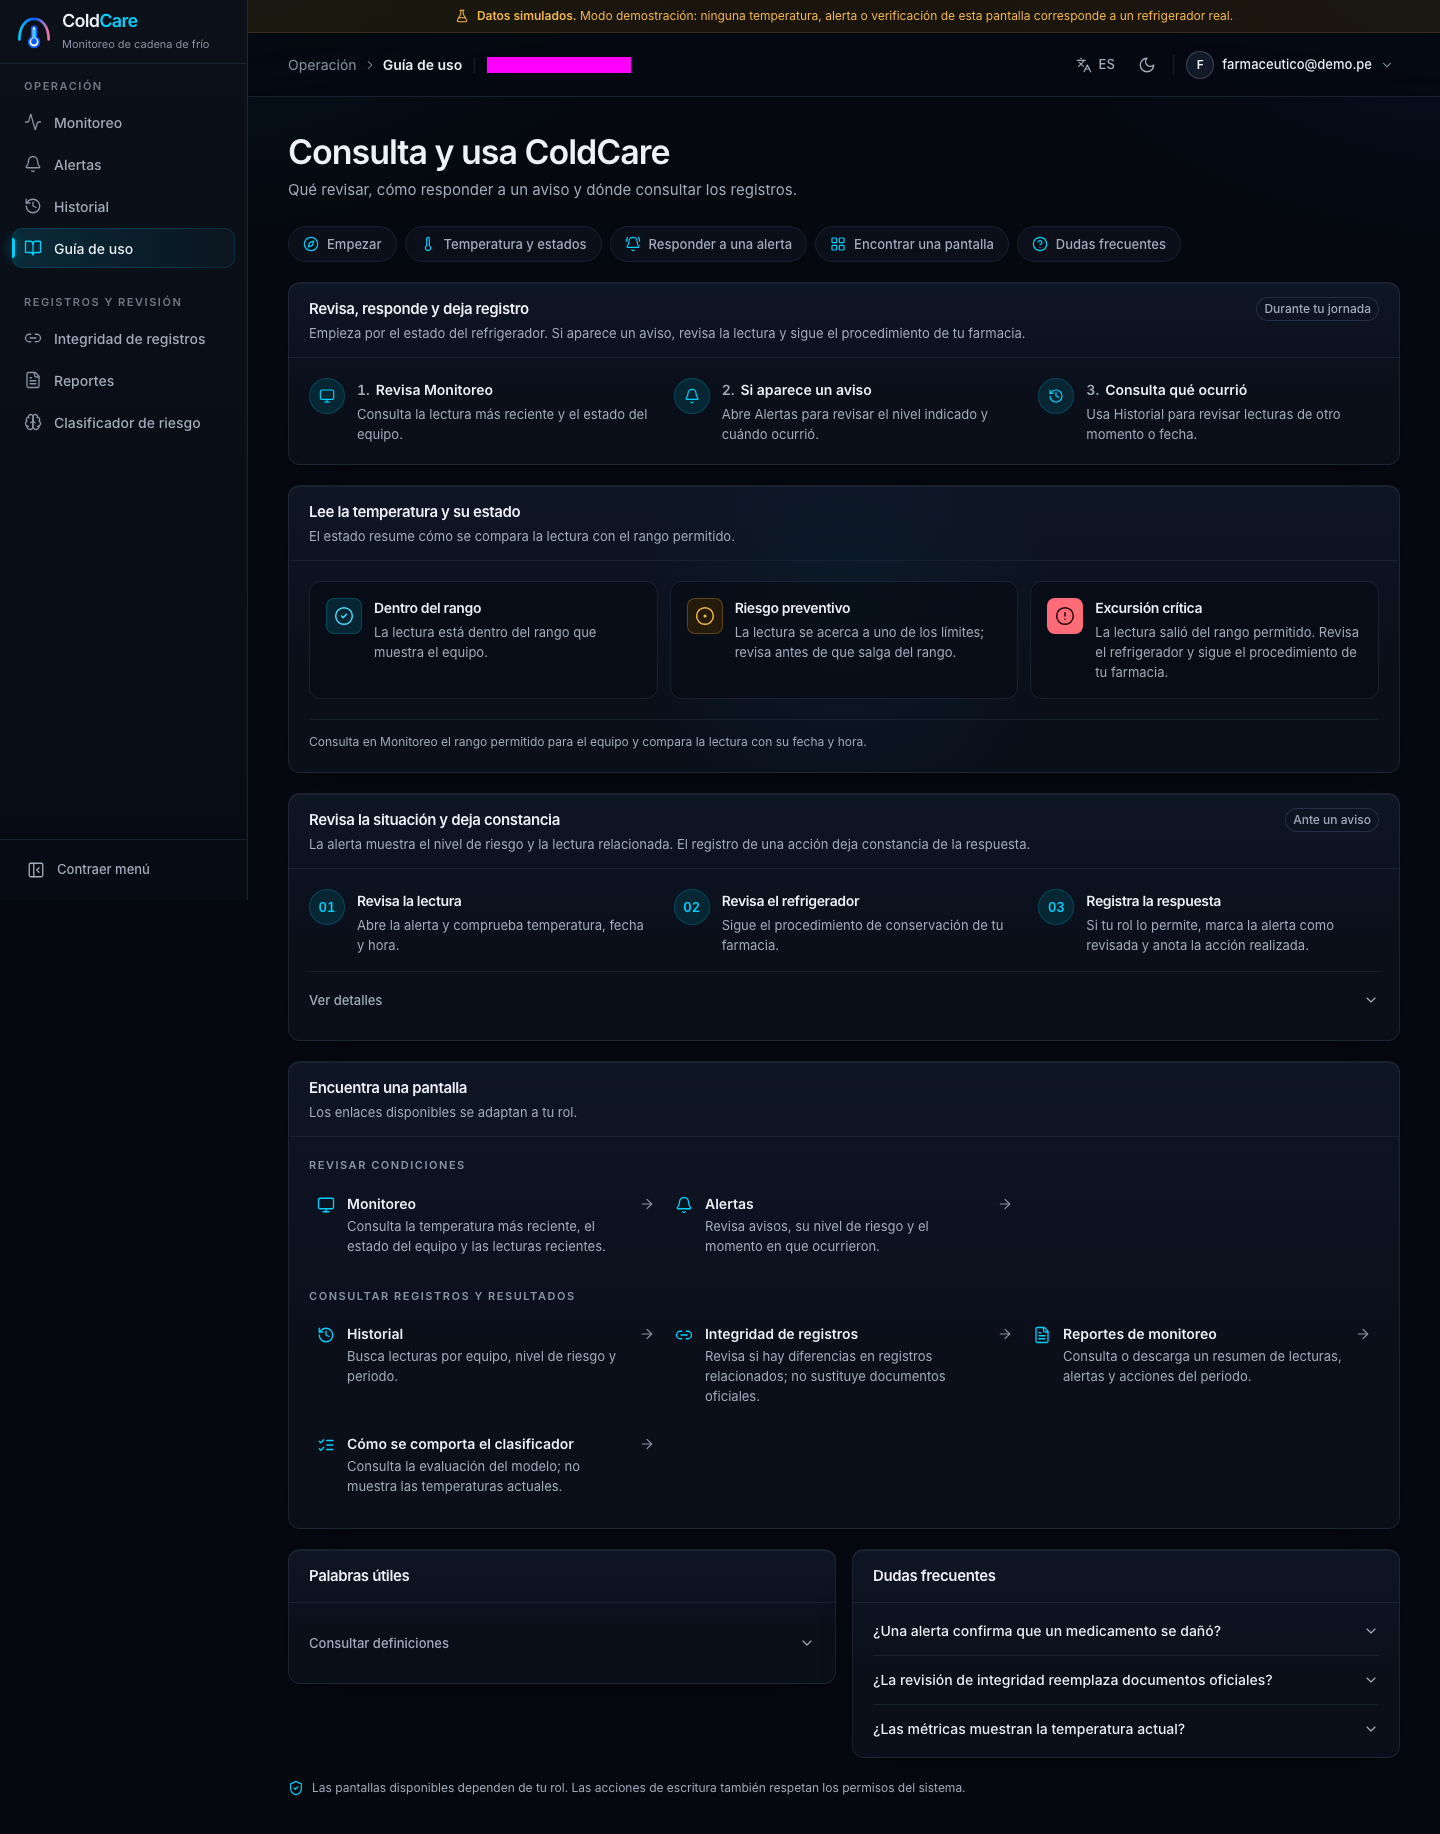 ColdCare
Monitoreo de cadena de frío
OPERACIÓN
Monitoreo
Alertas
Historial
Guía de uso
REGISTROS Y REVISIÓN
Integridad de registros
Reportes
Clasificador de riesgo
Contraer menú
Datos simulados. Modo demostración: ninguna temperatura, alerta o verificación de esta pantalla corresponde a un refrigerador real.
Operación > Guía de uso
ES
F farmaceutico@demo.pe
Consulta y usa ColdCare
Qué revisar, cómo responder a un aviso y dónde consultar los registros.
Empezar
Temperatura y estados
Responder a una alerta
Encontrar una pantalla
Dudas frecuentes
Revisa, responde y deja registro
Durante tu jornada
Empieza por el estado del refrigerador. Si aparece un aviso, revisa la lectura y sigue el procedimiento de tu farmacia.
1. Revisa Monitoreo
Consulta la lectura más reciente y el estado del
equipo.
2. Si aparece un aviso
Abre Alertas para revisar el nivel indicado y
cuándo ocurrió.
3. Consulta qué ocurrió
Usa Historial para revisar lecturas de otro
momento o fecha.
Lee la temperatura y su estado
El estado resume cómo se compara la lectura con el rango permitido.
Dentro del rango
La lectura está dentro del rango que
muestra el equipo.
Riesgo preventivo
La lectura se acerca a uno de los límites;
revisa antes de que salga del rango.
Excursión crítica
La lectura salió del rango permitido. Revisa
el refrigerador y sigue el procedimiento de
tu farmacia.
Consulta en Monitoreo el rango permitido para el equipo y compara la lectura con su fecha y hora.
Revisa la situación y deja constancia
Ante un aviso
La alerta muestra el nivel de riesgo y la lectura relacionada. El registro de una acción deja constancia de la respuesta.
01
Revisa la lectura
Abre la alerta y comprueba temperatura, fecha
y hora.
02
Revisa el refrigerador
Sigue el procedimiento de conservación de tu
farmacia.
03
Registra la respuesta
Si tu rol lo permite, marca la alerta como
revisada y anota la acción realizada.
Ver detalles
Encuentra una pantalla
Los enlaces disponibles se adaptan a tu rol.
REVISAR CONDICIONES
Monitoreo
Consulta la temperatura más reciente, el
estado del equipo y las lecturas recientes.
Alertas
Revisa avisos, su nivel de riesgo y el
momento en que ocurrieron.
CONSULTAR REGISTROS Y RESULTADOS
Historial
Busca lecturas por equipo, nivel de riesgo y
periodo.
Integridad de registros
Revisa si hay diferencias en registros
relacionados; no sustituye documentos
oficiales.
Reportes de monitoreo
Consulta o descarga un resumen de lecturas,
alertas y acciones del periodo.
Cómo se comporta el clasificador
Consulta la evaluación del modelo; no
muestra las temperaturas actuales.
Palabras útiles
Consultar definiciones
Dudas frecuentes
¿Una alerta confirma que un medicamento se dañó?
¿La revisión de integridad reemplaza documentos oficiales?
¿Las métricas muestran la temperatura actual?
Las pantallas disponibles dependen de tu rol. Las acciones de escritura también respetan los permisos del sistema.